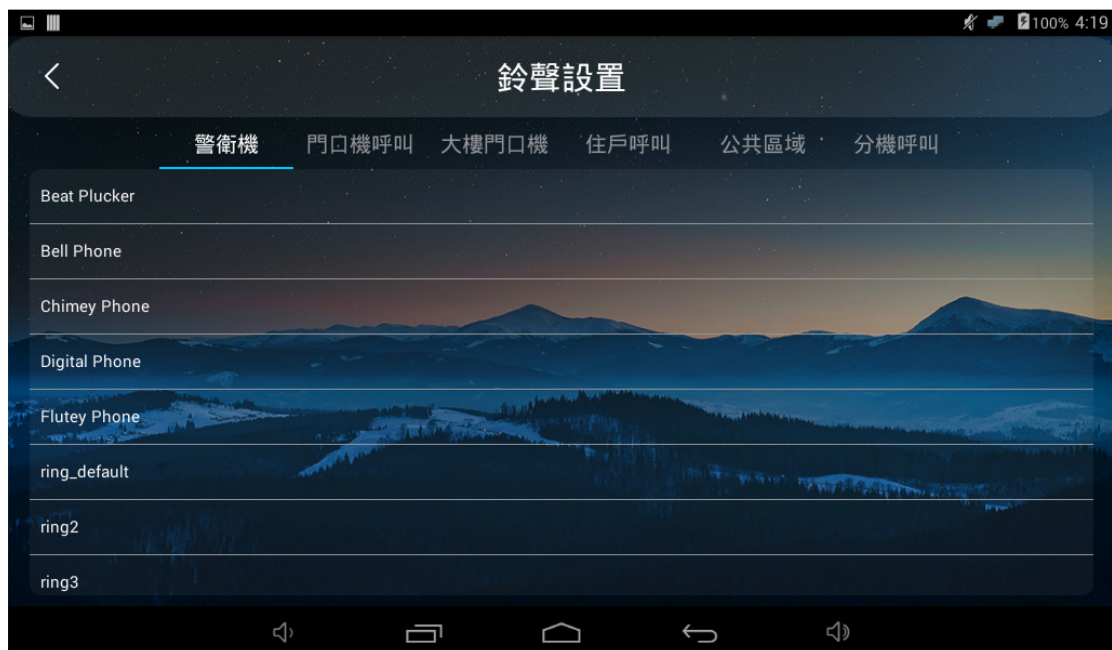 100% 4:19
鈴聲設置
警衛機 門口機呼叫 大樓門口機 住戶呼叫 公共區域 分機呼叫
Beat Plucker
Bell Phone
Chimey Phone
Digital Phone
Flutey Phone
ring_default
ring2
ring3